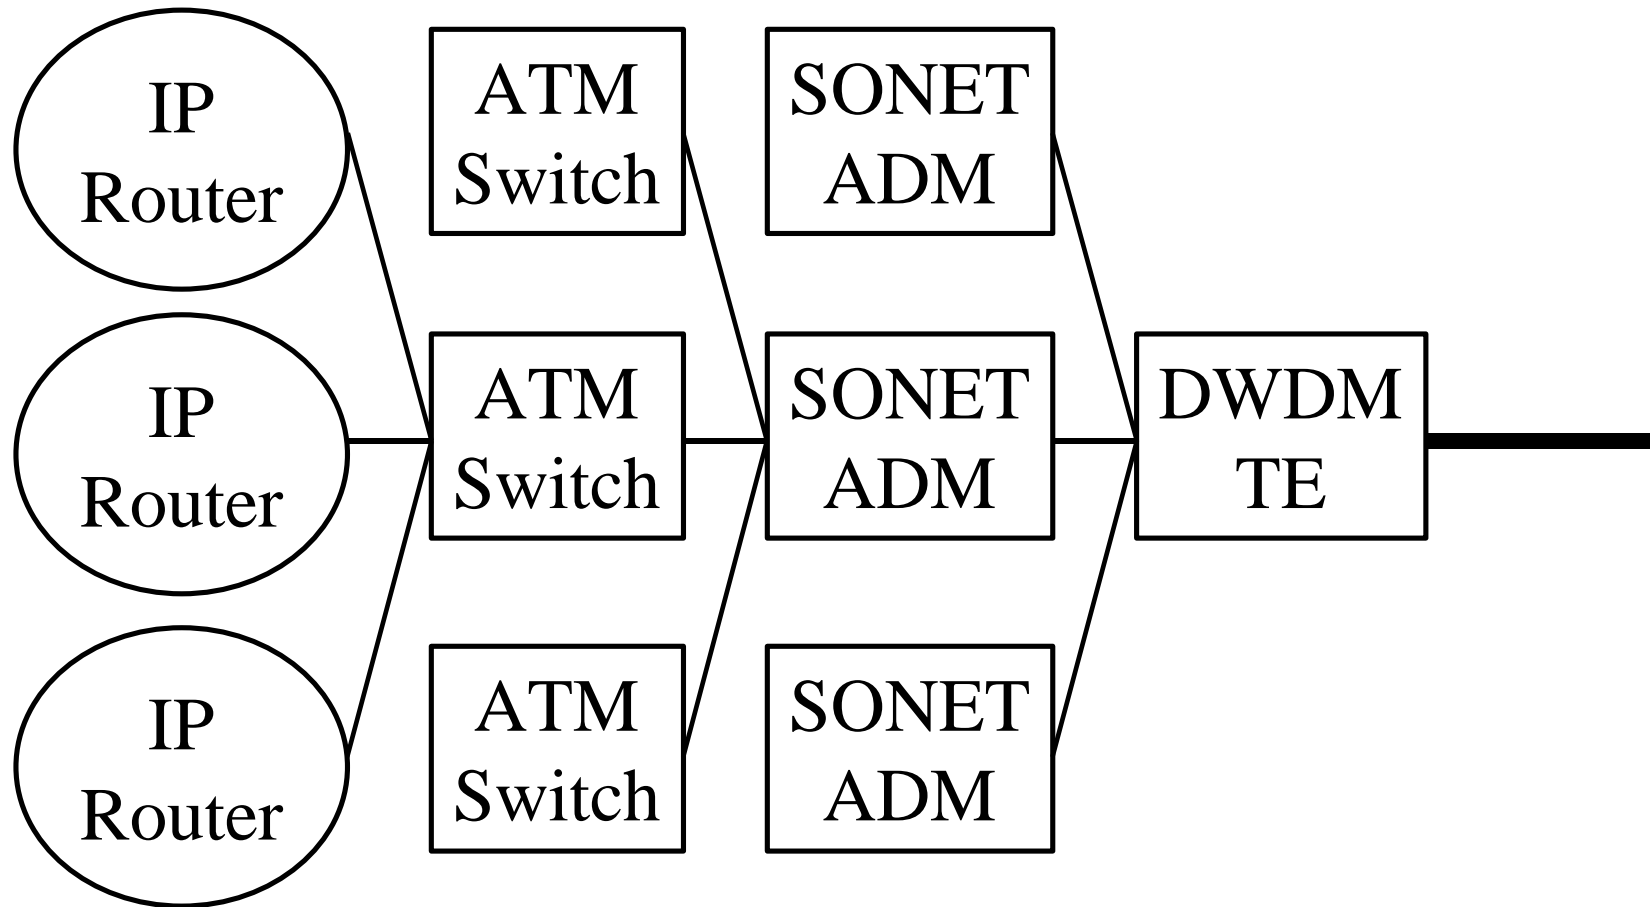 IP
Router
ATM
Switch
SONET
ADM
IP
Router
ATM
Switch
SONET
ADM
DWDM
TE
IP
Router
ATM
Switch
SONET
ADM